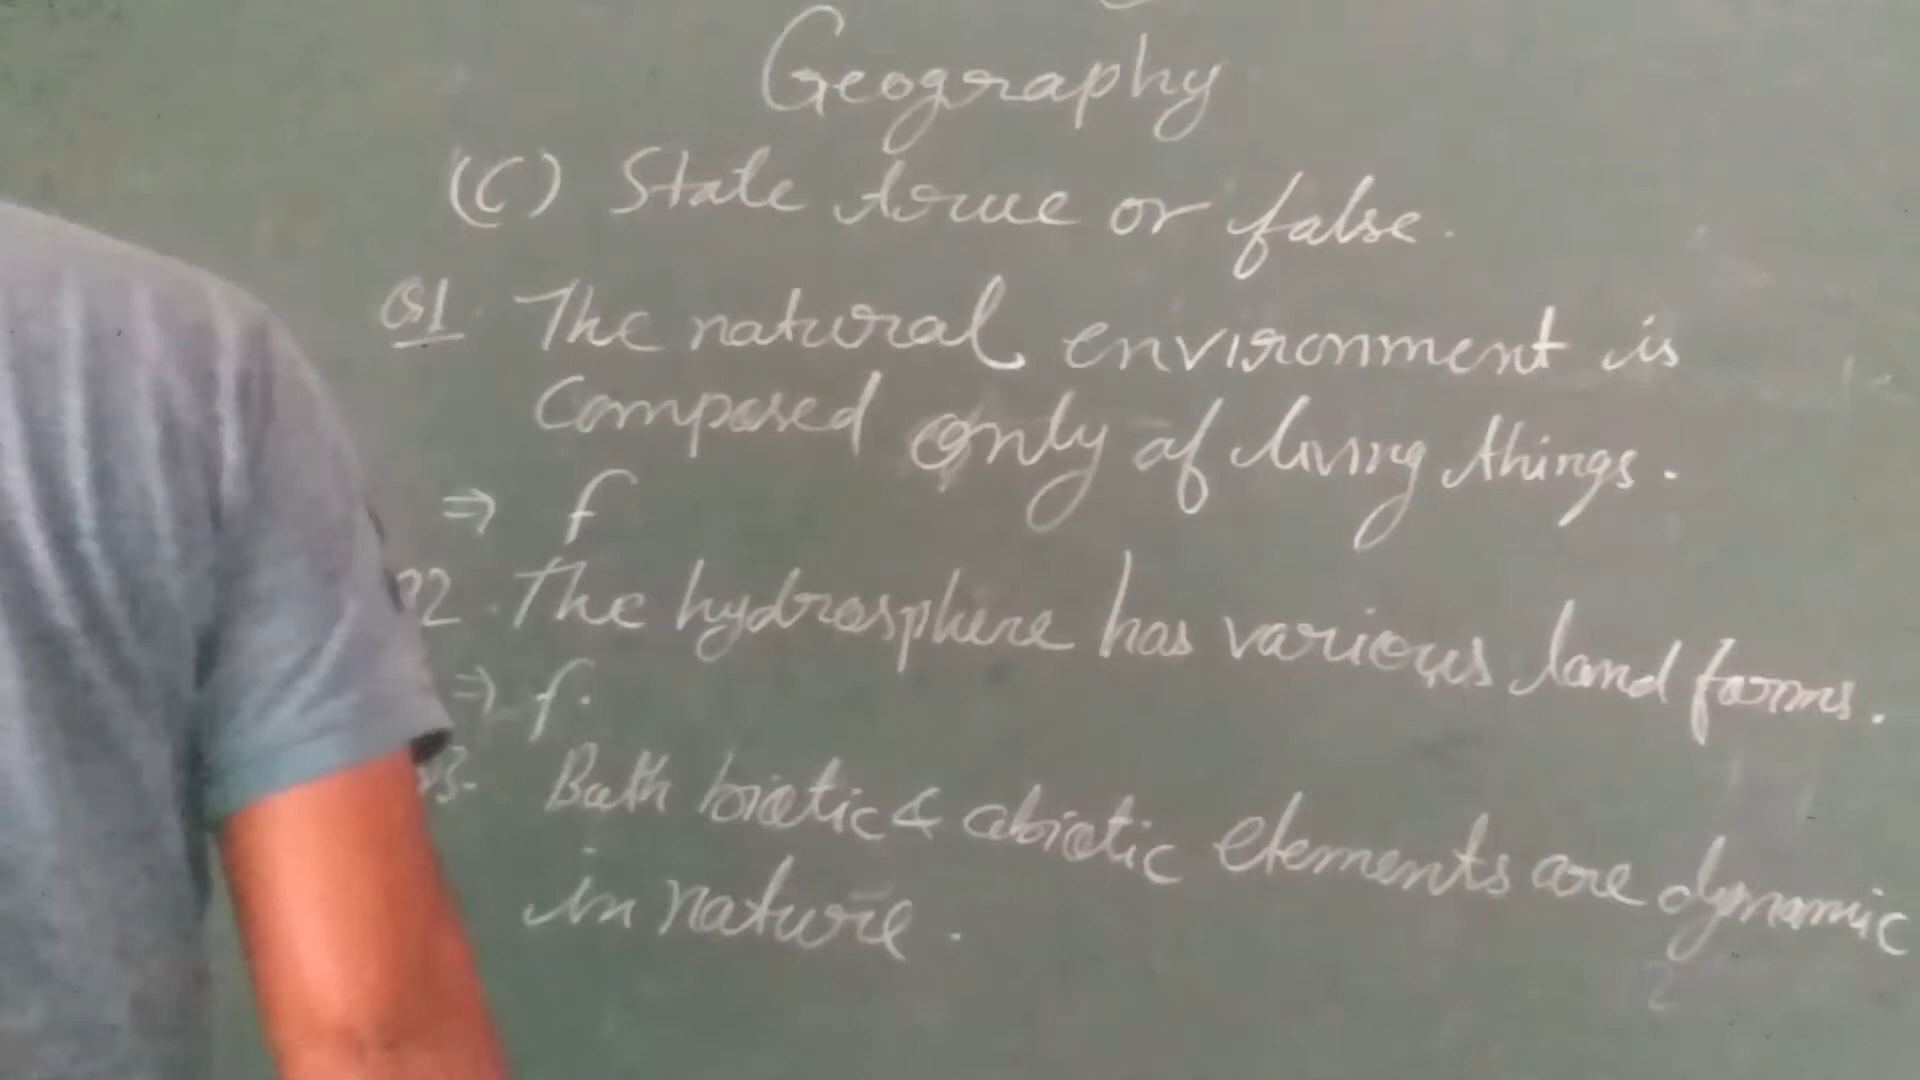 Geography
(C) State true or false.
Q1. The natural environment is
composed only of living things.
⇒ f
Q2. The hydrosphere has various land forms.
⇒ f.
3. Both biotic & abiotic elements are dynamic
in nature.